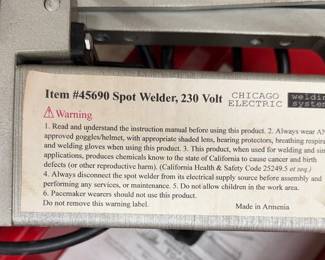 Item #45690 Spot Welder, 230 Volt
CHICAGO ELECTRIC welding
Warning
1. Read and understand the instruction manual before using this product. 2. Always wear
approved goggles/helmet, with appropriate shaded lens, hearing protectors, breathing
and welding gloves when using this product. 3. This product, when used for welding and
applications, produces chemicals know to the state of California to cause cancer and birth
defects (or other reproductive harm). (California Health & Safety Code 25249.5 et seq.)
4. Always disconnect the spot welder from its electrical supply source before assembly and
performing any services, or maintenance. 5. Do not allow children in the work area.
6. Pacemaker wearers should not use this product.
Do not remove this warning label.
Made in Armenia